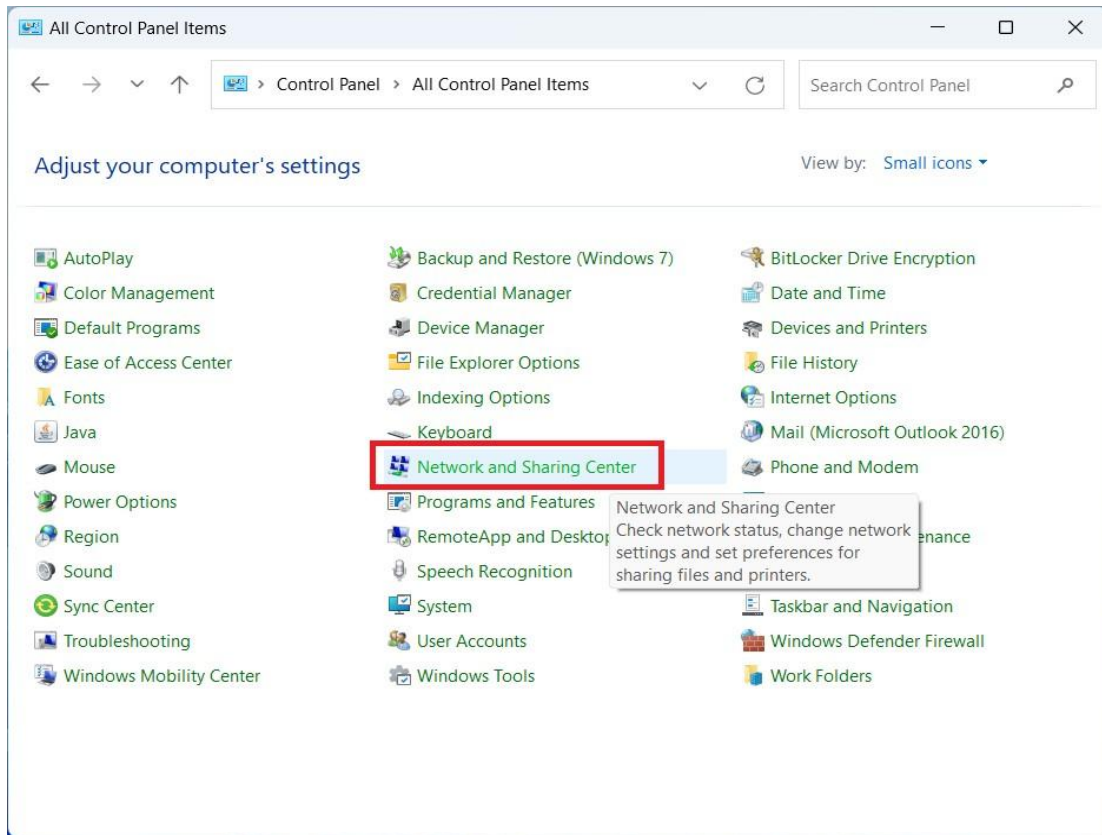 All Control Panel Items
Control Panel > All Control Panel Items
Search Control Panel
Adjust your computer's settings
View by: Small icons
AutoPlay
Backup and Restore (Windows 7)
BitLocker Drive Encryption
Color Management
Credential Manager
Date and Time
Default Programs
Device Manager
Devices and Printers
Ease of Access Center
File Explorer Options
File History
Fonts
Indexing Options
Internet Options
Java
Keyboard
Mail (Microsoft Outlook 2016)
Mouse
Network and Sharing Center
Phone and Modem
Power Options
Programs and Features
Network and Sharing Center
Check network status, change network
settings and set preferences for
sharing files and printers.
Region
RemoteApp and Desktop
Sound
Speech Recognition
Sync Center
System
Taskbar and Navigation
Troubleshooting
User Accounts
Windows Defender Firewall
Windows Mobility Center
Windows Tools
Work Folders